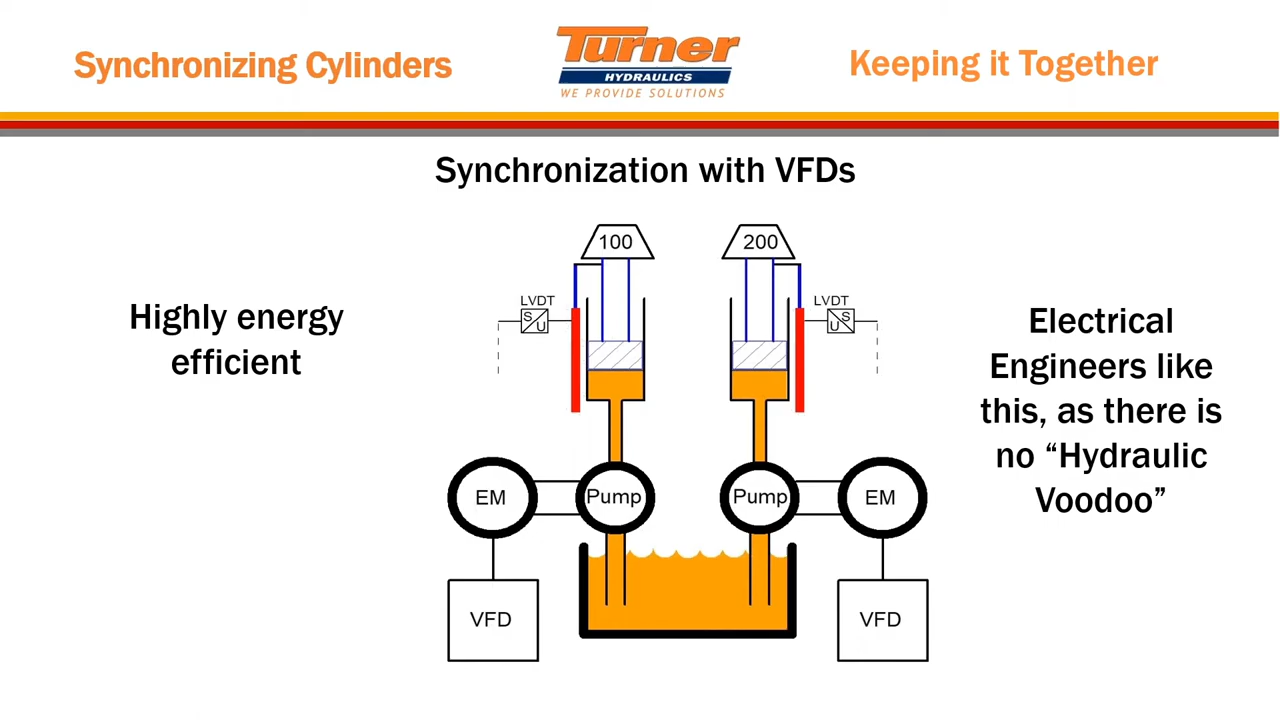 Synchronizing Cylinders
Turner
HYDRAULICS
WE PROVIDE SOLUTIONS
Keeping it Together
Synchronization with VFDs
100
200
LVDT
S
U
LVDT
S
U
Highly energy
efficient
Electrical
Engineers like
this, as there is
no “Hydraulic
Voodoo”
EM
Pump
Pump
EM
VFD
VFD